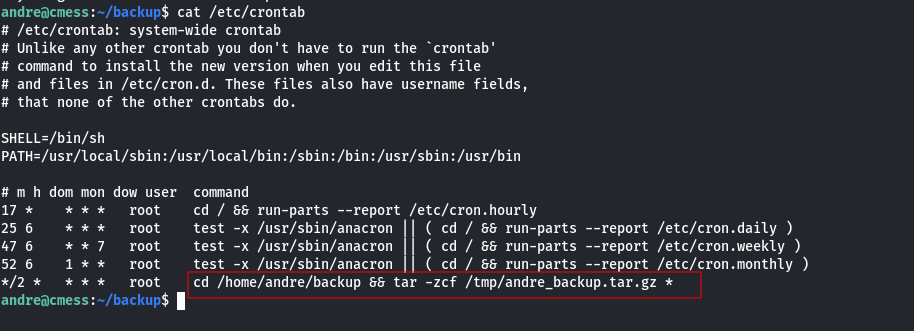 andre@cmess:~/backup$ cat /etc/crontab
# /etc/crontab: system-wide crontab
# Unlike any other crontab you don't have to run the `crontab'
# command to install the new version when you edit this file
# and files in /etc/cron.d. These files also have username fields,
# that none of the other crontabs do.

SHELL=/bin/sh
PATH=/usr/local/sbin:/usr/local/bin:/sbin:/bin:/usr/sbin:/usr/bin

# m h dom mon dow user  command
17 *    * * *   root    cd / && run-parts --report /etc/cron.hourly
25 6    * * *   root    test -x /usr/sbin/anacron || ( cd / && run-parts --report /etc/cron.daily )
47 6    * * 7   root    test -x /usr/sbin/anacron || ( cd / && run-parts --report /etc/cron.weekly )
52 6    1 * *   root    test -x /usr/sbin/anacron || ( cd / && run-parts --report /etc/cron.monthly )
*/2 *   * * *   root    cd /home/andre/backup && tar -zcf /tmp/andre_backup.tar.gz *
andre@cmess:~/backup$